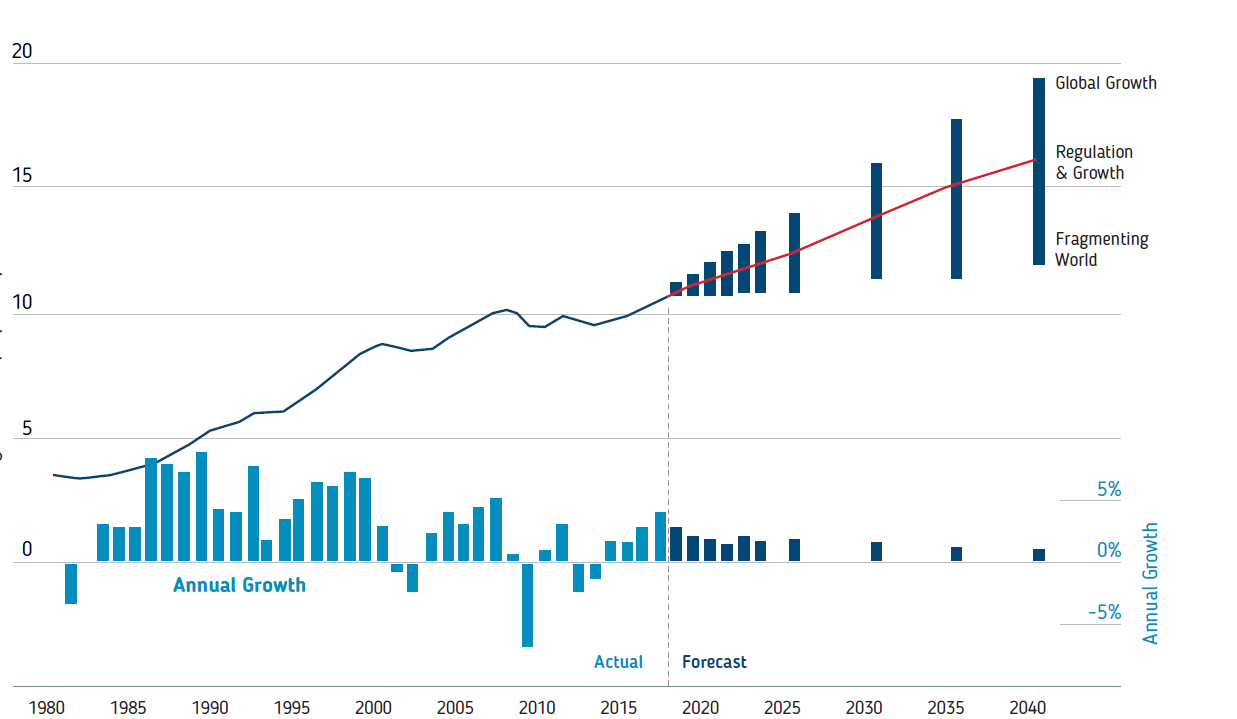 20
Global Growth
Regulation
& Growth
15
Fragmenting
World
10
5
5%
0
0%
Annual Growth
-5%
Annual Growth
Actual
Forecast
1980
1985
1990
1995
2000
2005
2010
2015
2020
2025
2030
2035
2040